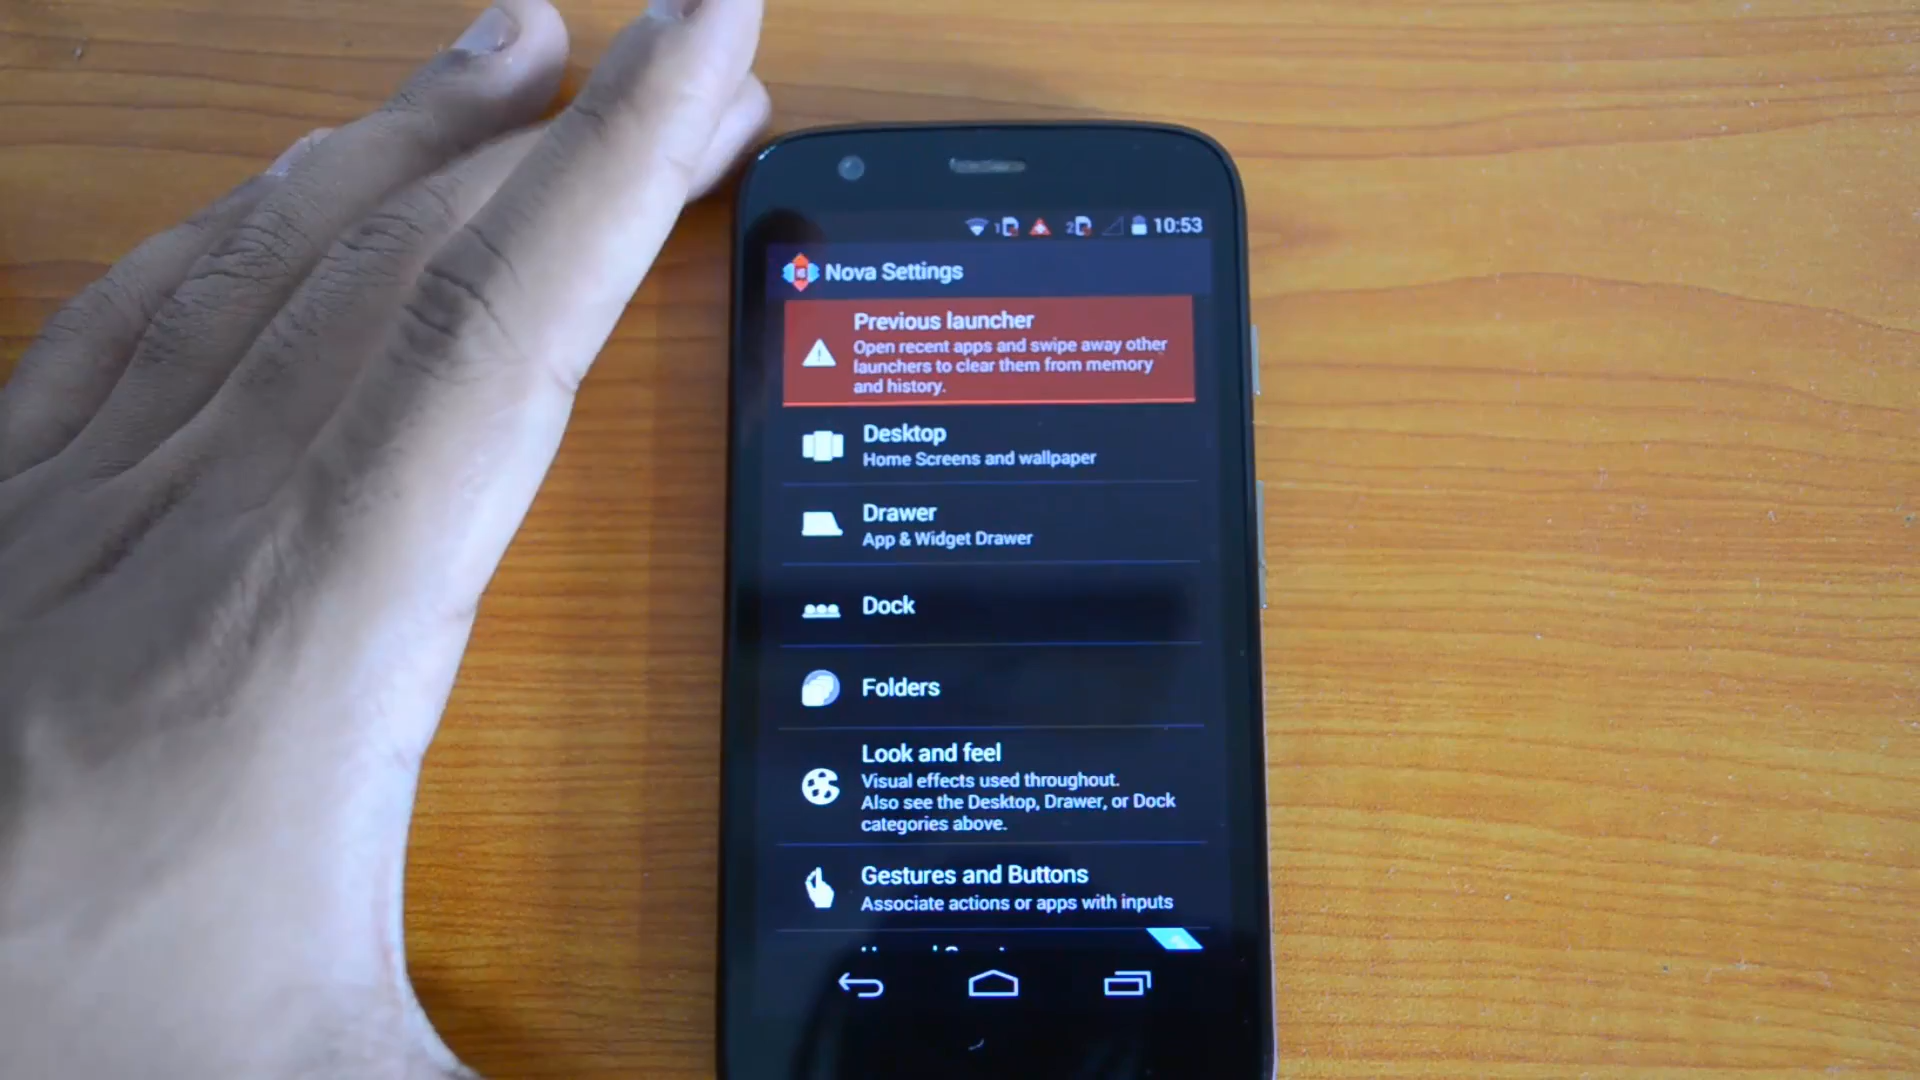 10:53
Nova Settings
Previous launcher
Open recent apps and swipe away other
launchers to clear them from memory
and history.
Desktop
Home Screens and wallpaper
Drawer
App & Widget Drawer
Dock
Folders
Look and feel
Visual effects used throughout.
Also see the Desktop, Drawer, or Dock
categories above.
Gestures and Buttons
Associate actions or apps with inputs